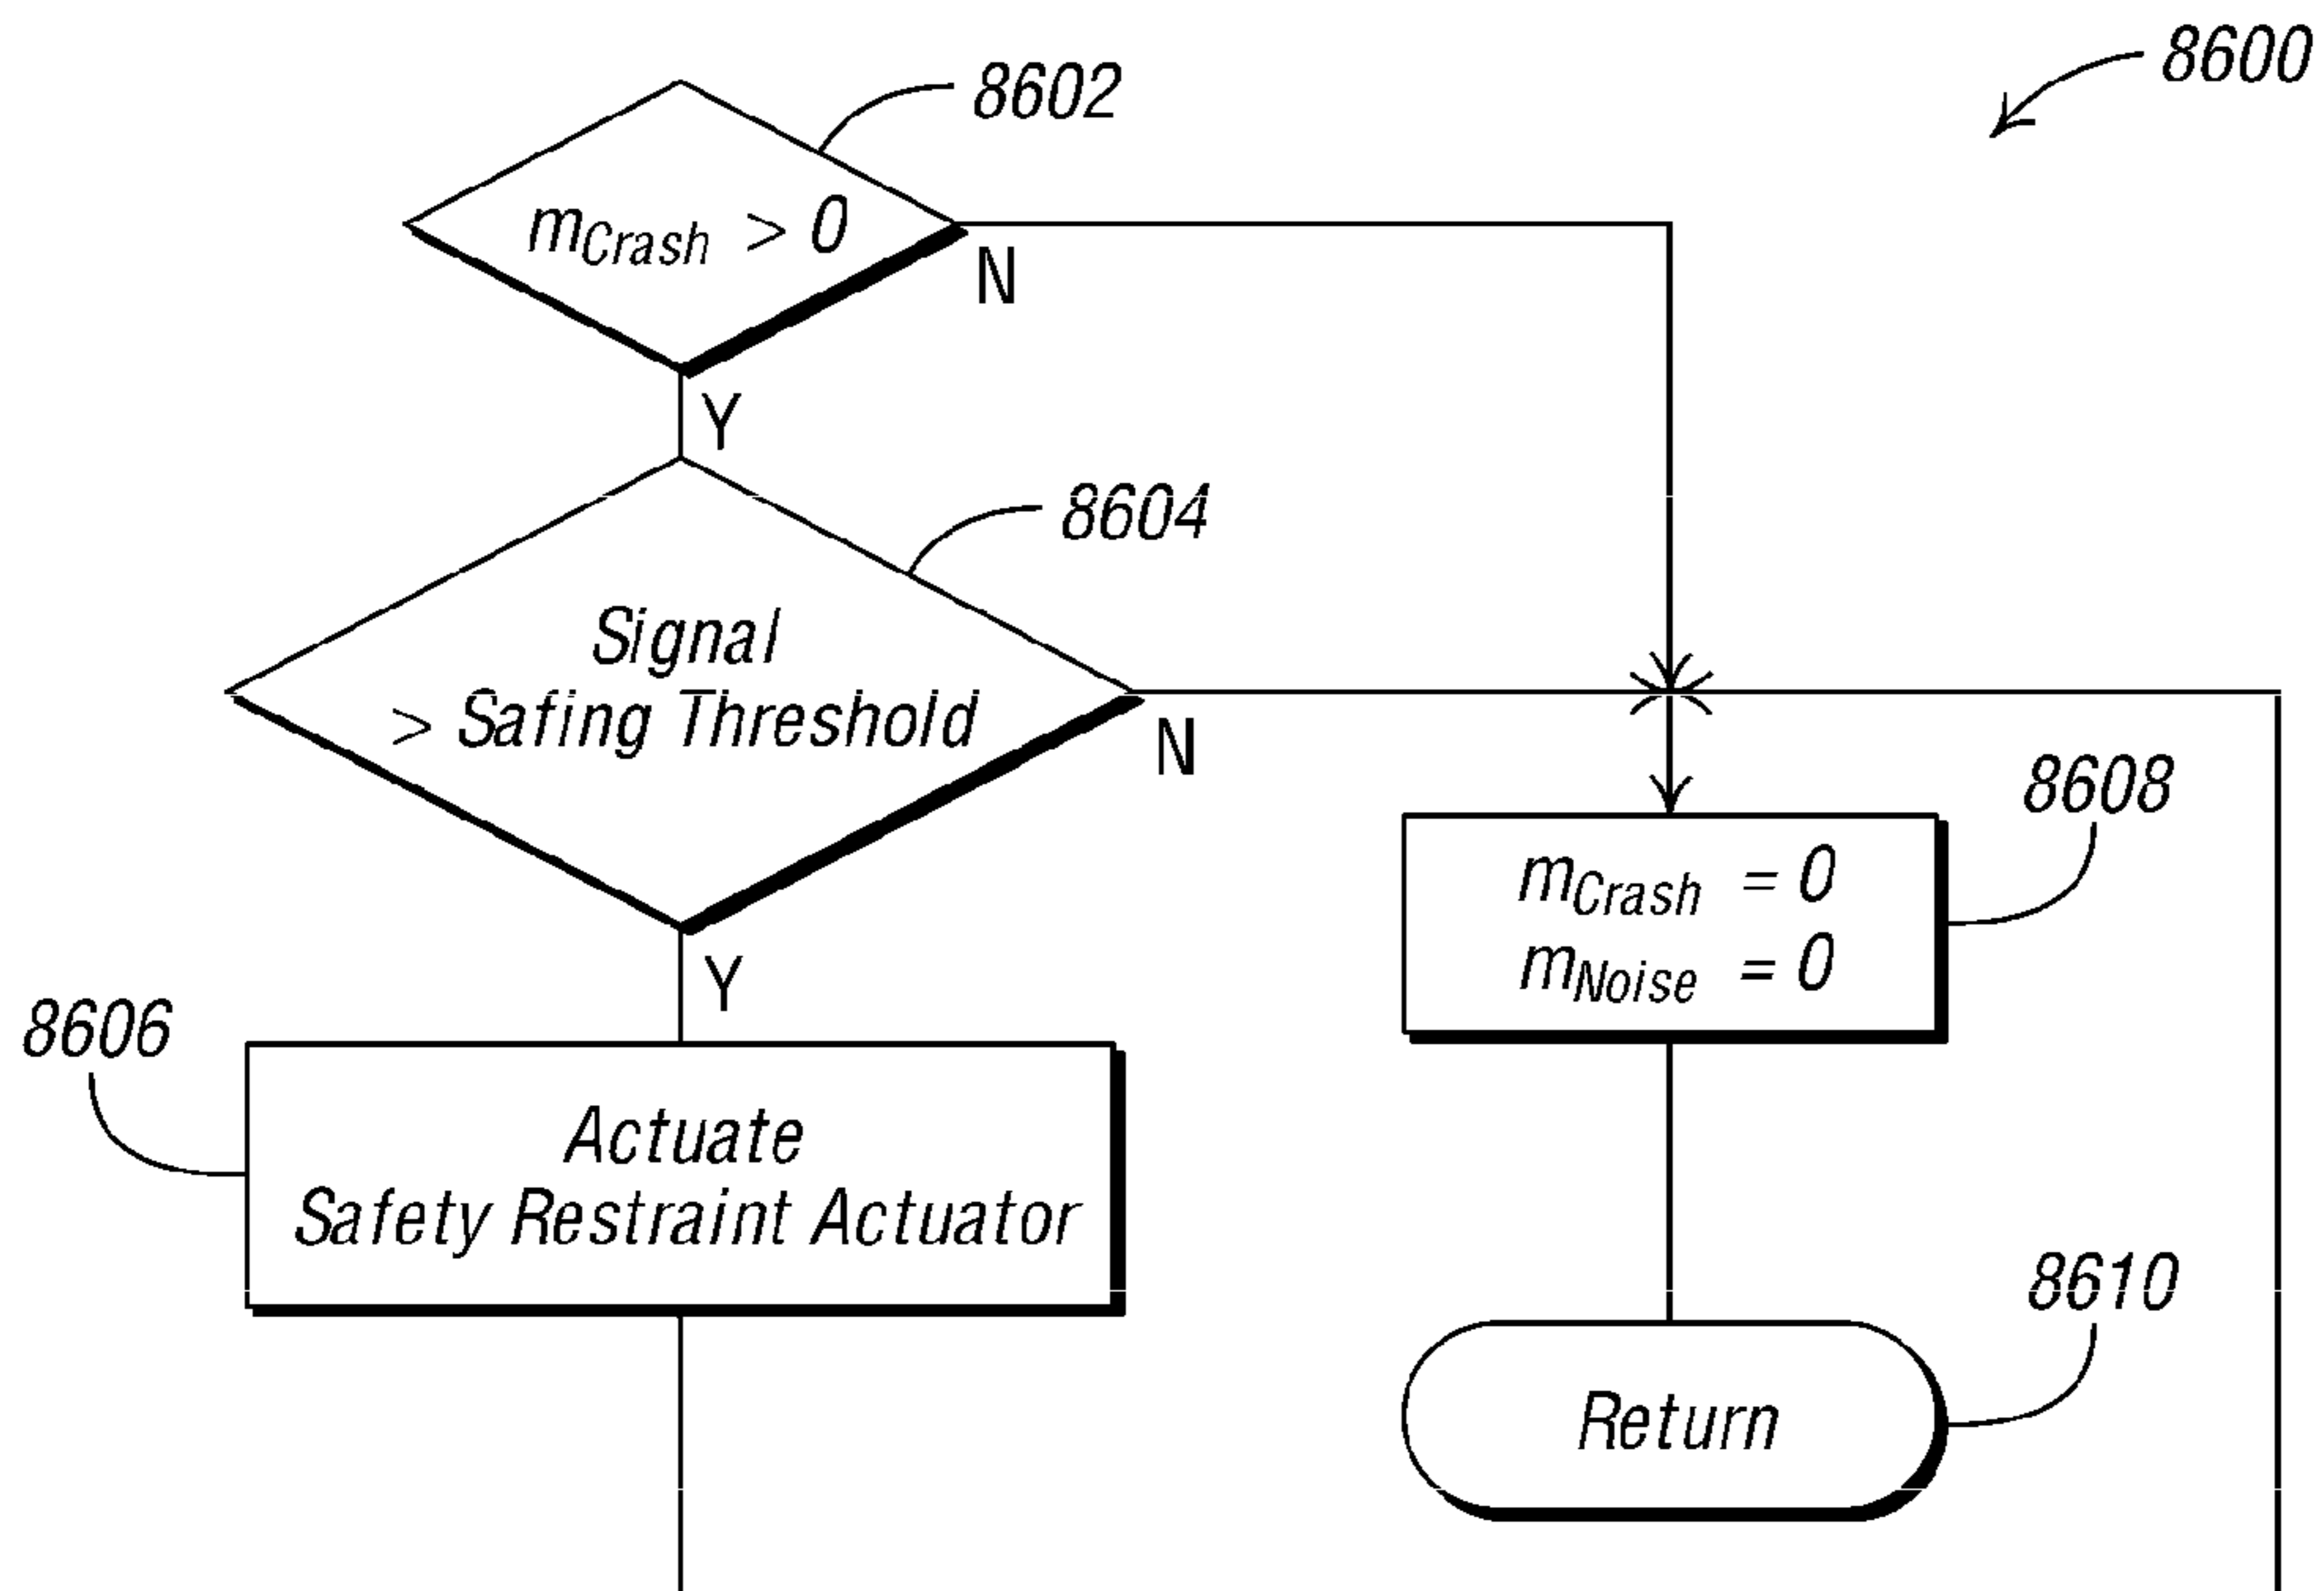 8600
8602
mCrash > 0
N
Y
8604
Signal
> Safing Threshold
N
Y
8608
mCrash = 0
mNoise = 0
8606
Actuate
Safety Restraint Actuator
8610
Return